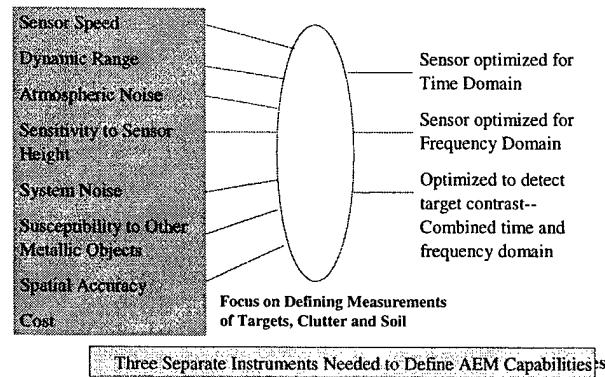 Sensor Speed
Dynamic Range
Atmospheric Noise
Sensitivity to Sensor
Height
System Noise
Susceptibility to Other
Metallic Objects
Spatial Accuracy
Cost
Sensor optimized for
Time Domain
Sensor optimized for
Frequency Domain
Optimized to detect
target contrast--
Combined time and
frequency domain
Focus on Defining Measurements
of Targets, Clutter and Soil
Three Separate Instruments Needed to Define AEM Capabilities